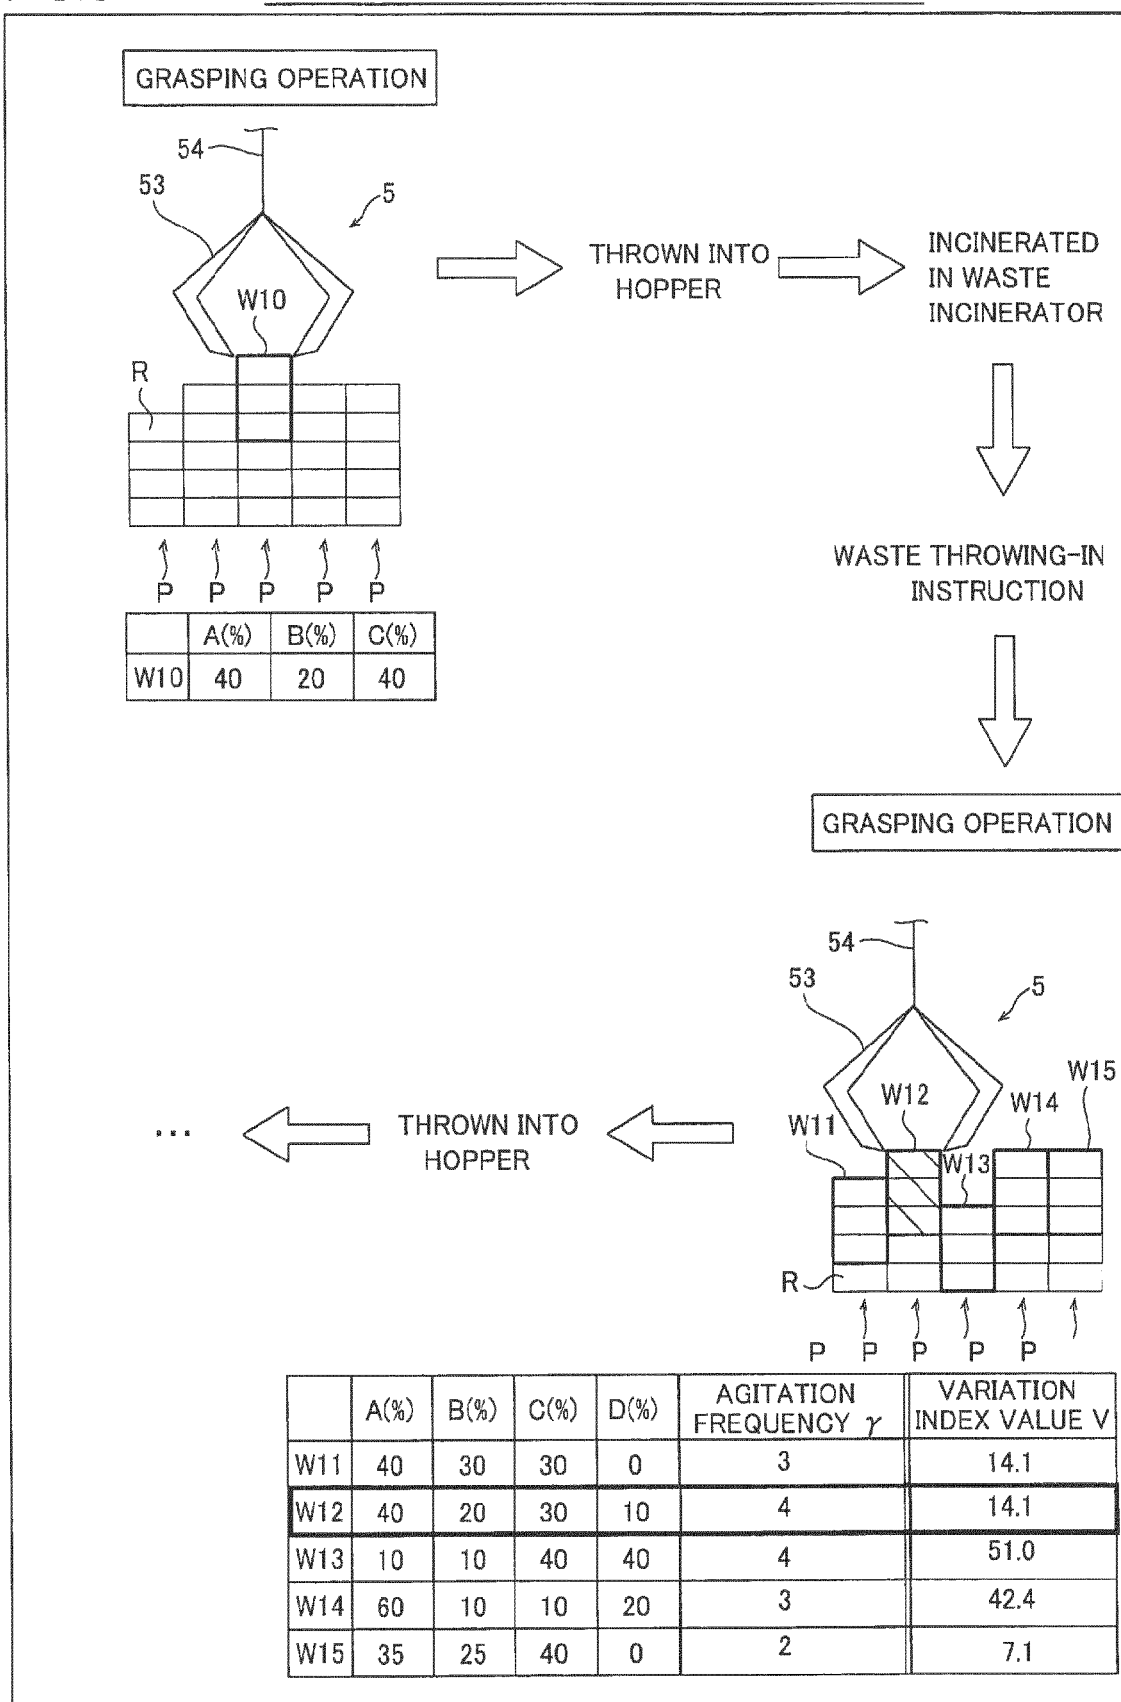 GRASPING OPERATION
54
53
5
W10
R
THROWN INTO
HOPPER
INCINERATED
IN WASTE
INCINERATOR
P P P P P
A(%) B(%) C(%)
W10 40 20 40
WASTE THROWING-IN
INSTRUCTION
GRASPING OPERATION
54
53
5
W11
W12
W13
W14
W15
R
P P P P P
THROWN INTO
HOPPER
...
A(%) B(%) C(%) D(%) AGITATION FREQUENCY γ VARIATION INDEX VALUE V
W11 40 30 30 0 3 14.1
W12 40 20 30 10 4 14.1
W13 10 10 40 40 4 51.0
W14 60 10 10 20 3 42.4
W15 35 25 40 0 2 7.1